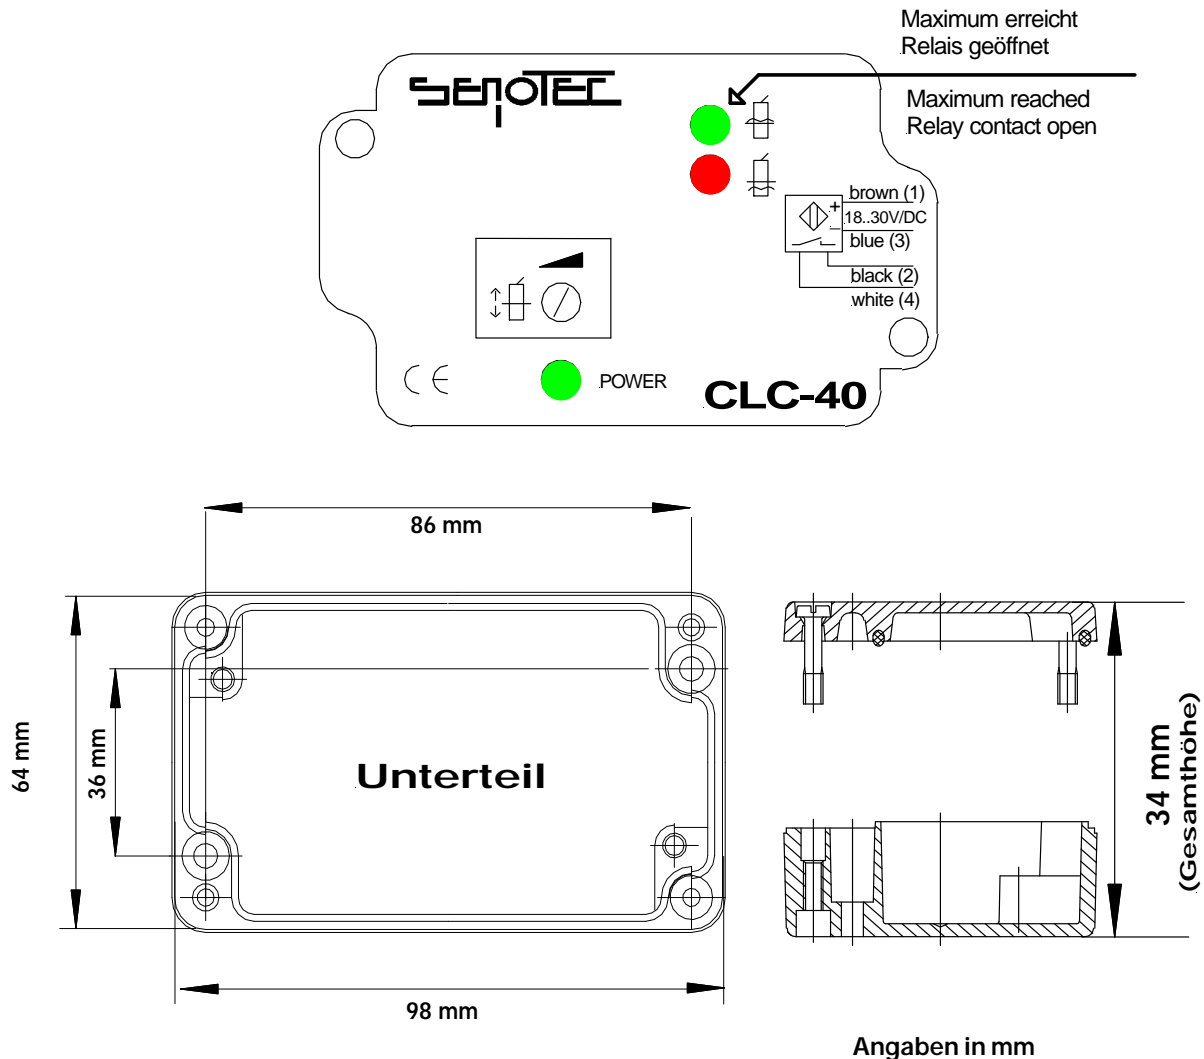 Maximum erreicht
Relais geöffnet
Maximum reached
Relay contact open
SENOTEC
brown (1)
+
18..30V/DC
–
blue (3)
black (2)
white (4)
CE
POWER
CLC-40
86 mm
64 mm
36 mm
Unterteil
98 mm
34 mm
(Gesamthöhe)
Angaben in mm